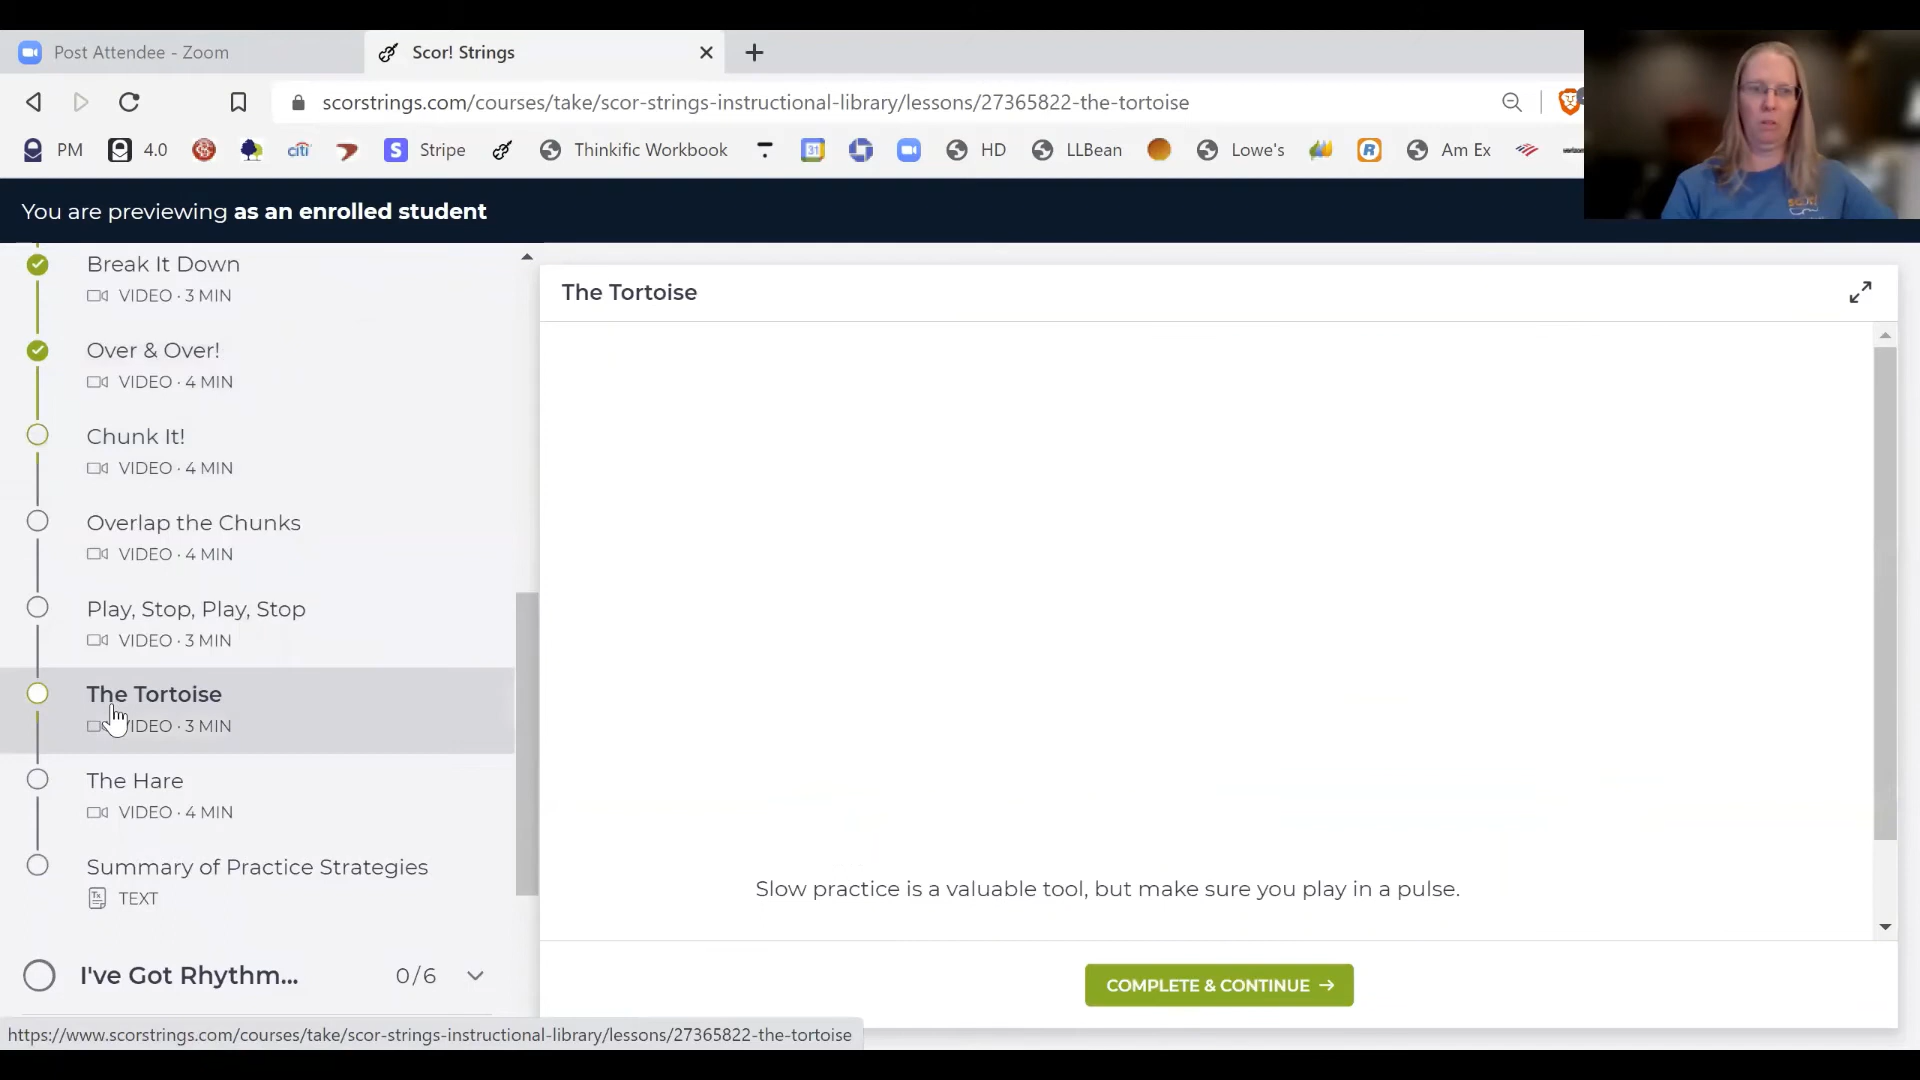 Post Attendee - Zoom
Scor! Strings
scorstrings.com/courses/take/scor-strings-instructional-library/lessons/27365822-the-tortoise
PM 4.0 citi S Stripe Thinkific Workbook 31 HD LLBean Lowe's R Am Ex
You are previewing as an enrolled student
Break It Down
VIDEO · 3 MIN
Over & Over!
VIDEO · 4 MIN
Chunk It!
VIDEO · 4 MIN
Overlap the Chunks
VIDEO · 4 MIN
Play, Stop, Play, Stop
VIDEO · 3 MIN
The Tortoise
VIDEO · 3 MIN
The Hare
VIDEO · 4 MIN
Summary of Practice Strategies
TEXT
I've Got Rhythm... 0/6
The Tortoise
Slow practice is a valuable tool, but make sure you play in a pulse.
COMPLETE & CONTINUE →
https://www.scorstrings.com/courses/take/scor-strings-instructional-library/lessons/27365822-the-tortoise